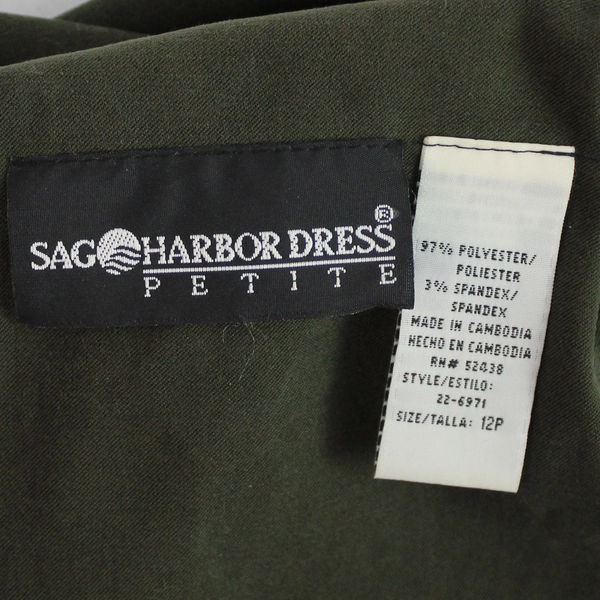 SAG HARBOR DRESS®
PETITE
97% POLYESTER/
POLIESTER
3% SPANDEX/
SPANDEX
MADE IN CAMBODIA
HECHO EN CAMBODIA
RN# 52438
STYLE/ESTILO:
22-6971
SIZE/TALLA: 12P